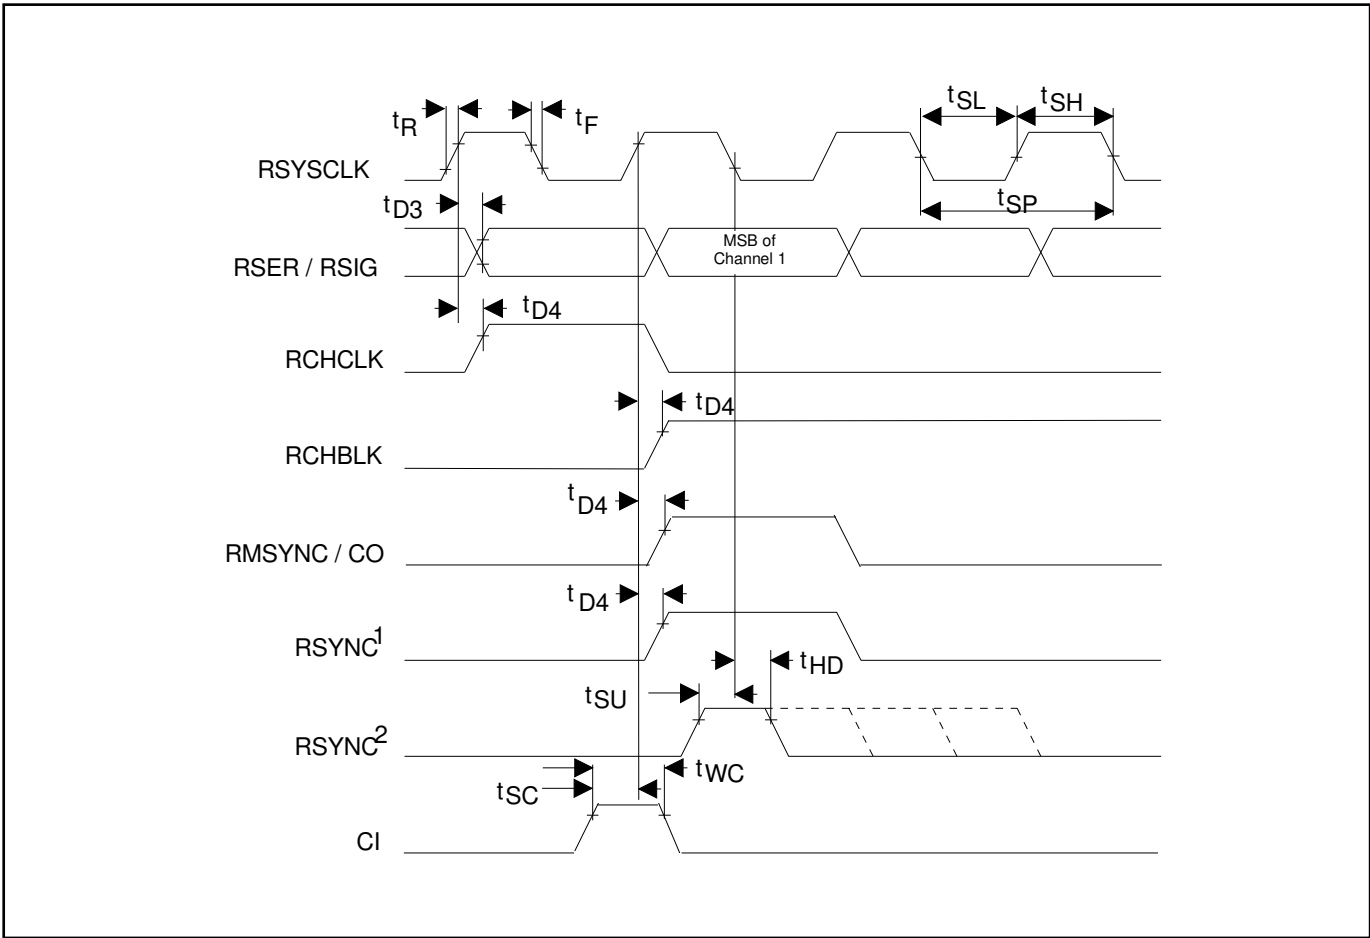 tSL
tSH
tR
tF
RSYSCLK
tSP
tD3
MSB of
Channel 1
RSER / RSIG
tD4
RCHCLK
tD4
RCHBLK
tD4
RMSYNC / CO
tD4
RSYNC1
tHD
tSU
RSYNC2
tWC
tSC
CI